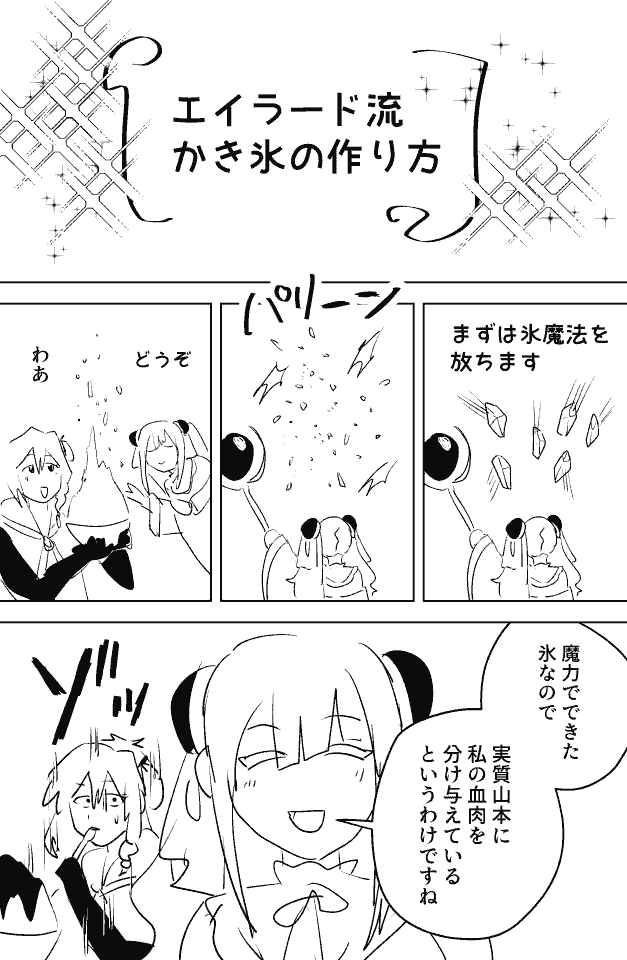 エイラード流
かき氷の作り方
まずは氷魔法を
放ちます
パリーン
どうぞ
わあ
魔力でできた
氷なので
実質山本に
私の血肉を
分け与えている
というわけですね
ゾッ